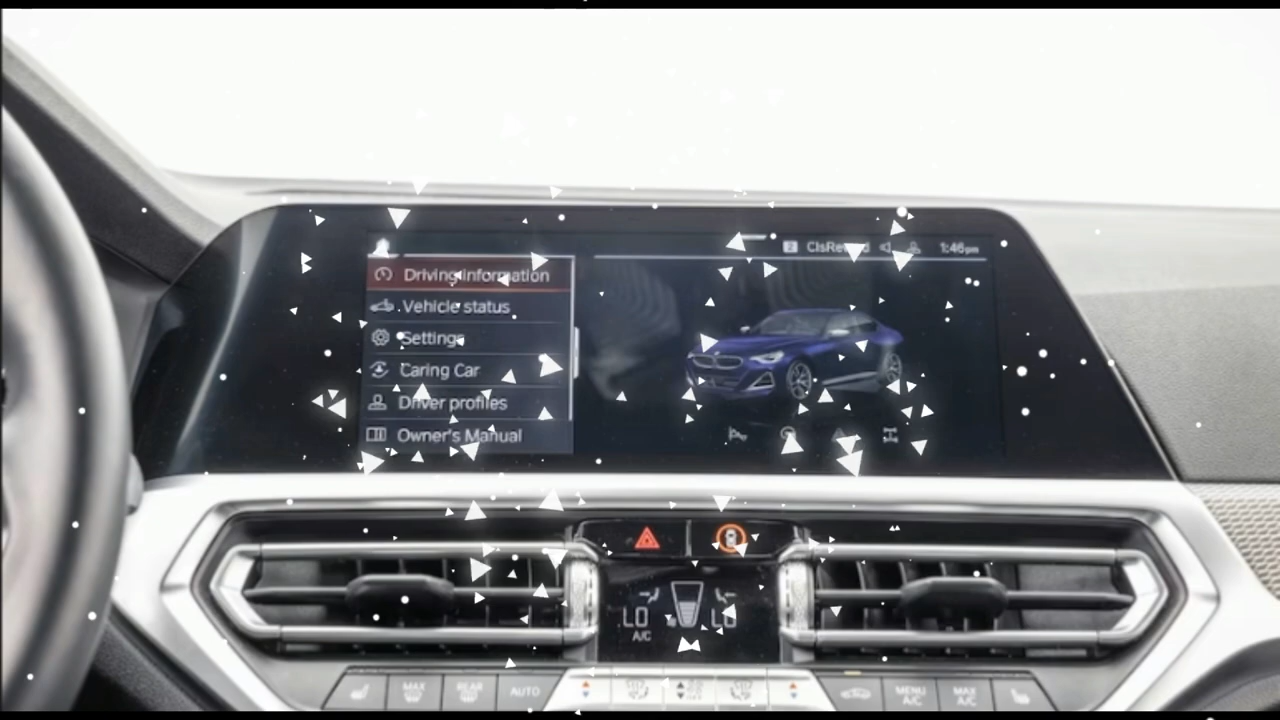 1:46pm
Driving information
Vehicle status
Settings
Caring Car
Driver profiles
Owner's Manual
LO
LO
A/C
MAX
REAR
AUTO
MENU A/C
MAX A/C